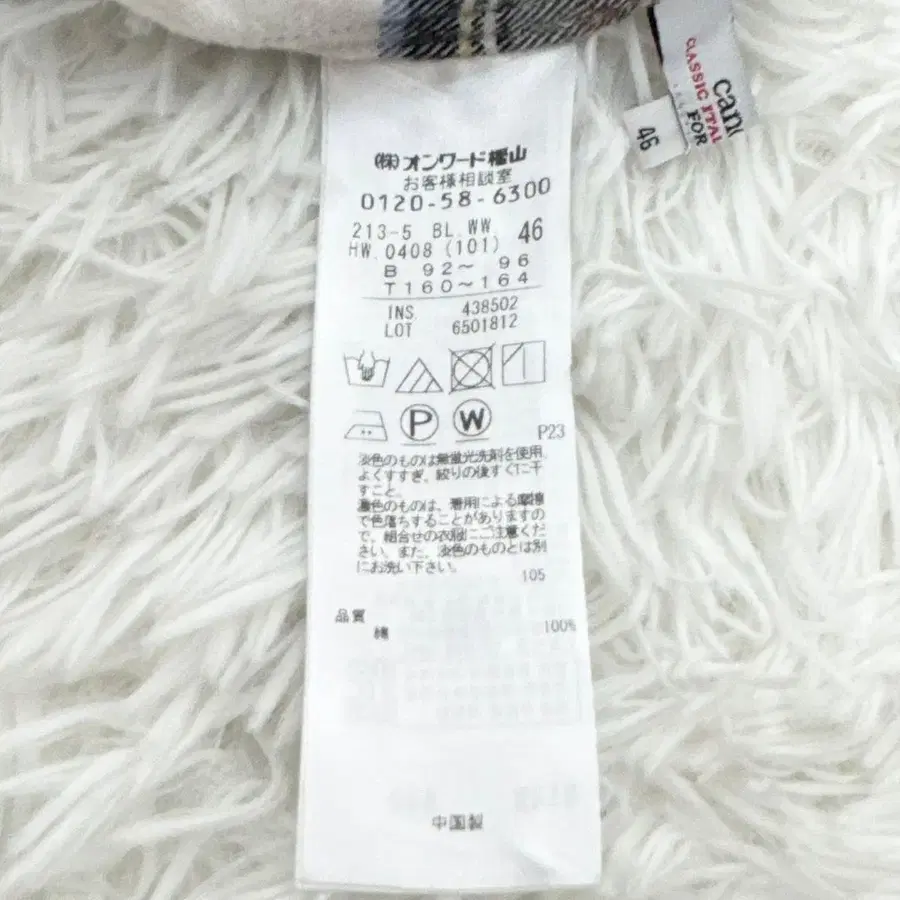 (株)オンワード樫山
お客様相談室
0120-58-6300
213-5 BL.WW. 46
HW.0408 (101)
B 92～ 96
T160～164
INS. 438502
LOT 6501812
P
W
P23
淡色のものは無蛍光洗剤を使用、
よくすすぎ、絞りの後すぐに干
すこと。
濃色のものは、着用による摩擦
で色落ちすることがありますの
で、組合せの衣服にご注意くだ
さい。また、淡色のものとは別
にお洗い下さい。
105
品質
綿 100%
中国製
can
CLASSIC ITAL
FOR
46